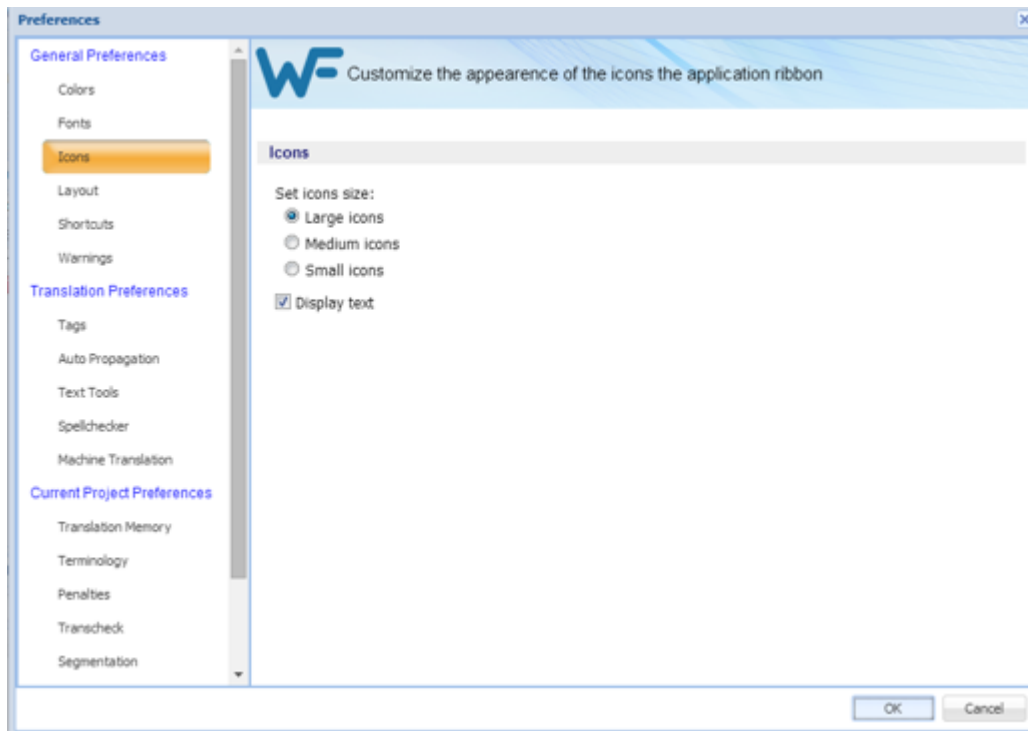 Preferences
General Preferences
Colors
Fonts
Icons
Layout
Shortcuts
Warnings
Translation Preferences
Tags
Auto Propagation
Text Tools
Spellchecker
Machine Translation
Current Project Preferences
Translation Memory
Terminology
Penalties
Transcheck
Segmentation
WF Customize the appearence of the icons the application ribbon
Icons
Set icons size:
Large icons
Medium icons
Small icons
Display text
OK Cancel